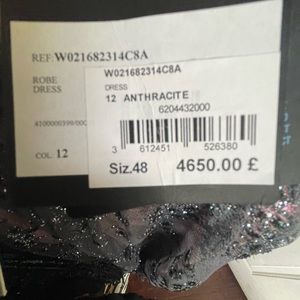 REF:W021682314C8A
ROBE
DRESS
COL. 12
W021682314C8A
DRESS
12 ANTHRACITE
6204432000
3 612451 526380
Siz.48 4650.00 £